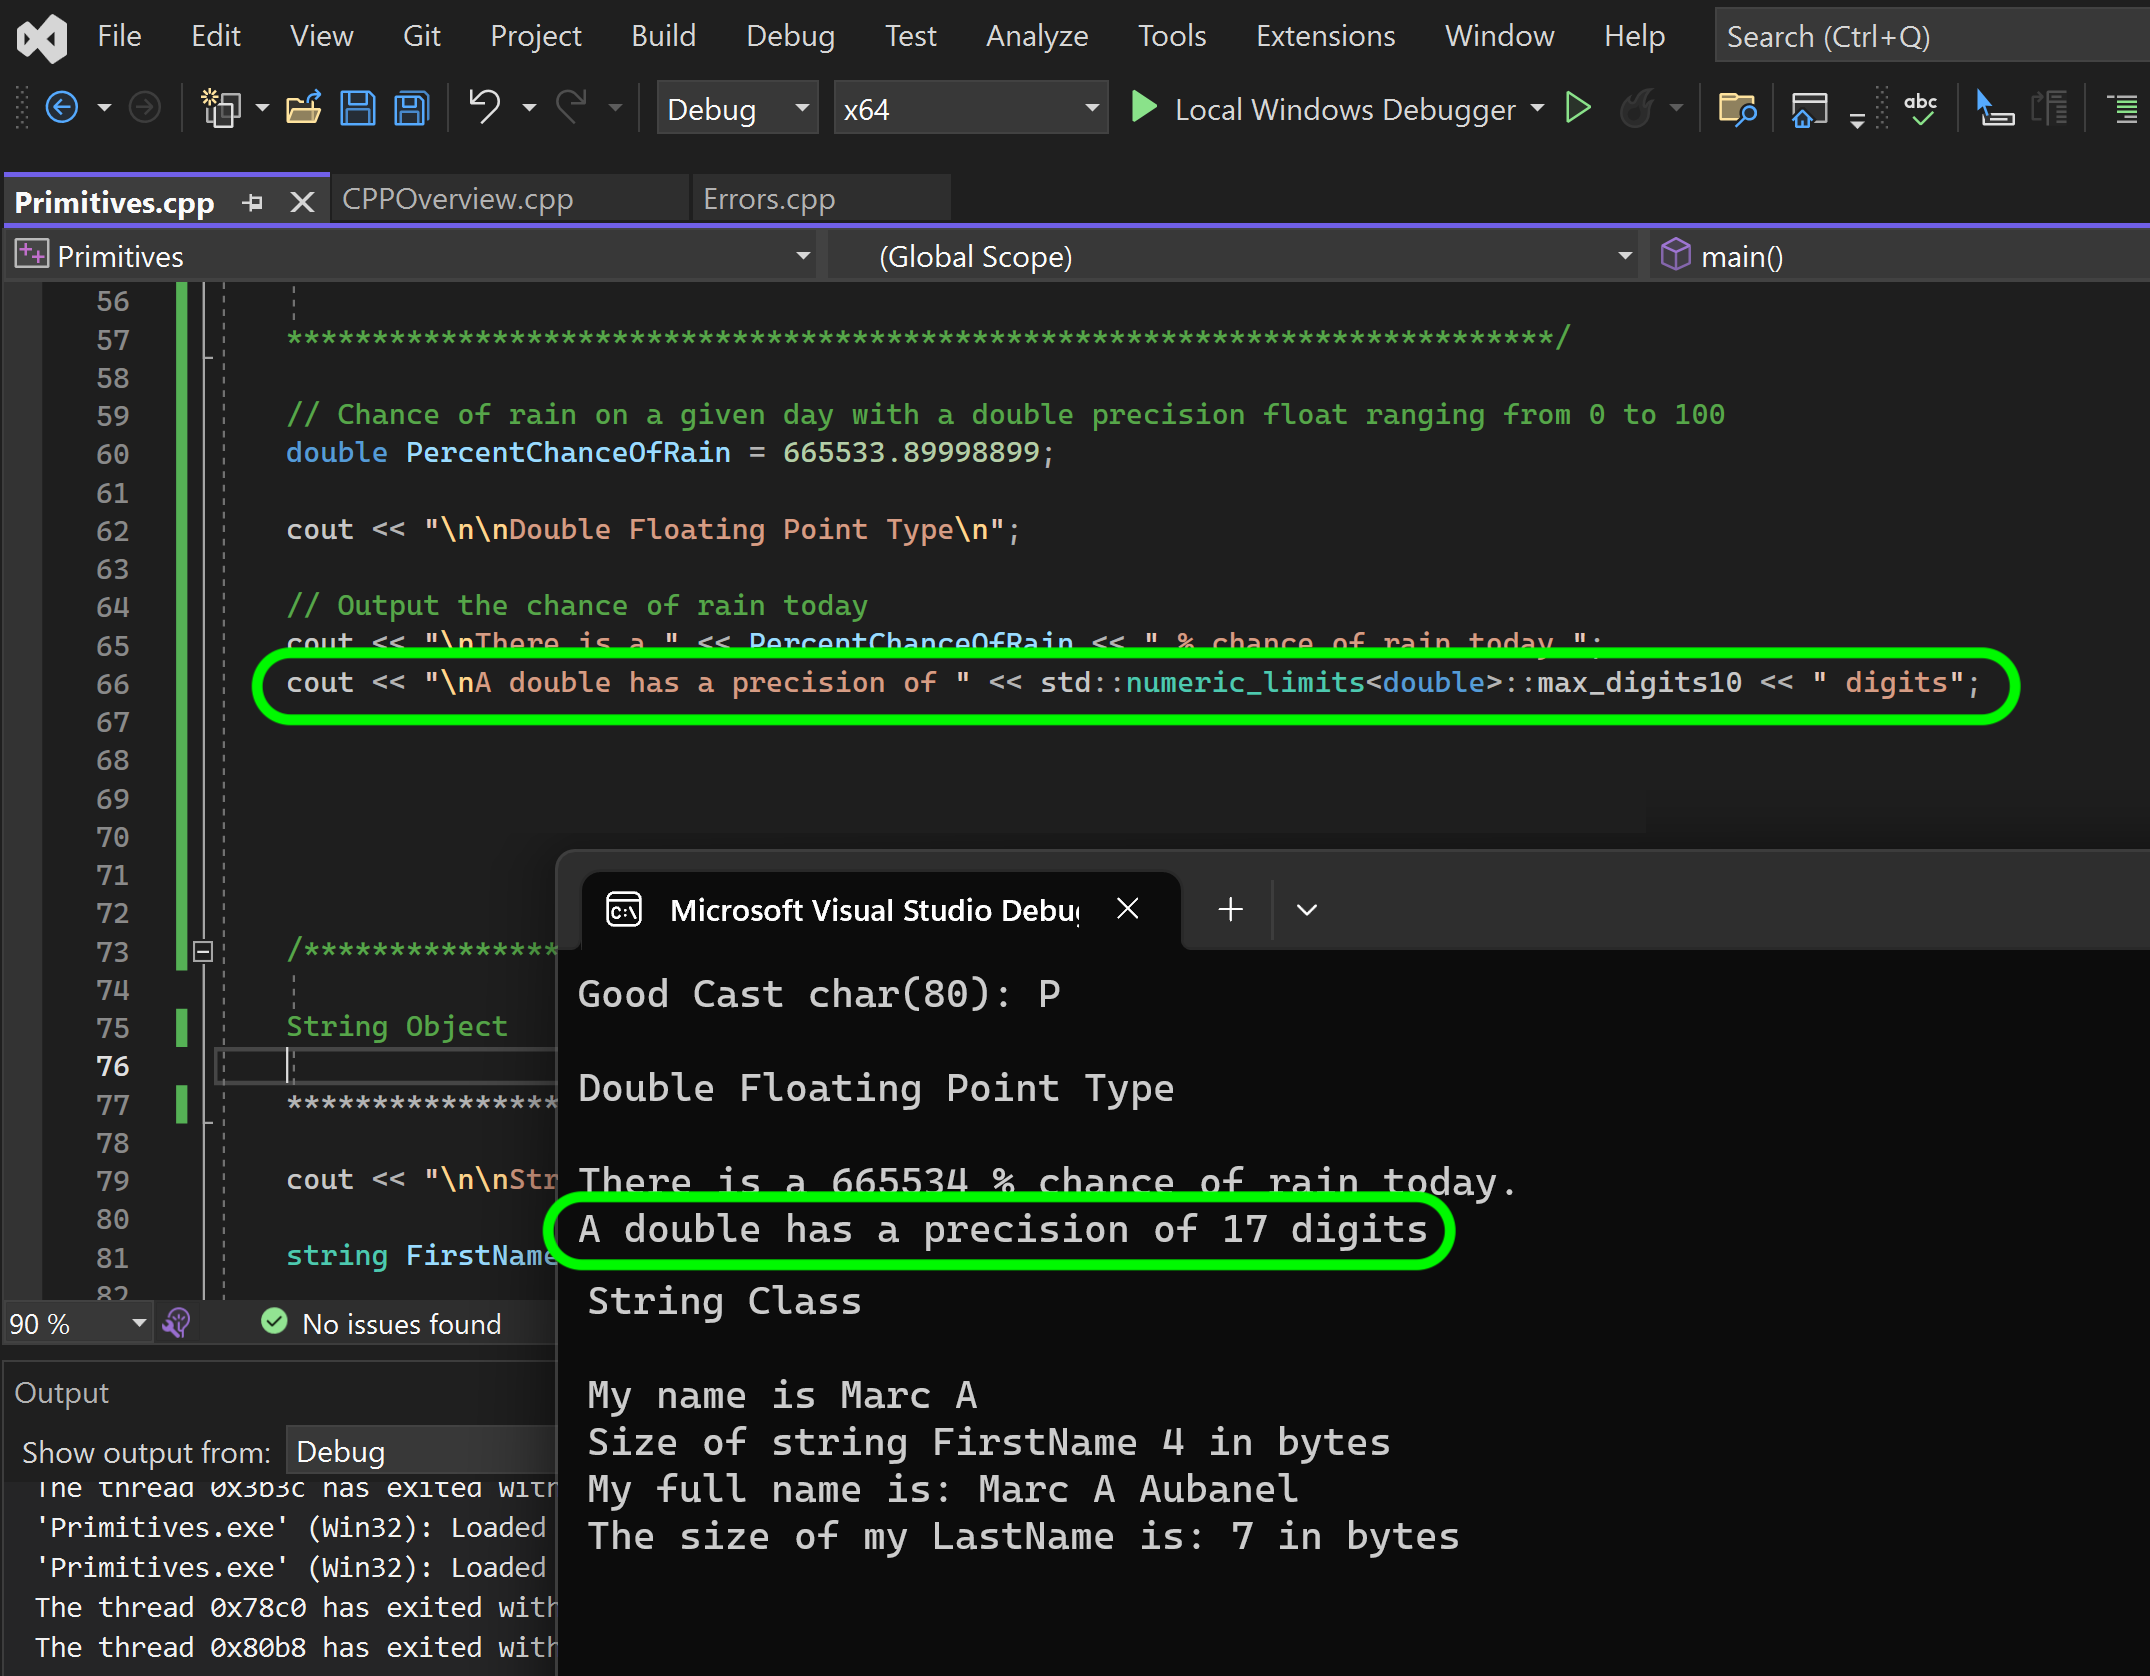 File Edit View Git Project Build Debug Test Analyze Tools Extensions Window Help Search (Ctrl+Q)
Debug x64 Local Windows Debugger abc
Primitives.cpp CPPOverview.cpp Errors.cpp
Primitives (Global Scope) main()
56
57 **************************************************************************/
58
59 // Chance of rain on a given day with a double precision float ranging from 0 to 100
60 double PercentChanceOfRain = 665533.89998899;
61
62 cout << "\n\nDouble Floating Point Type\n";
63
64 // Output the chance of rain today
65 cout << "\nThere is a " << PercentChanceOfRain << " % chance of rain today.";
66 cout << "\nA double has a precision of " << std::numeric_limits<double>::max_digits10 << " digits";
67
68
69
70
71
72
73 /***************
74
75 String Object
76
77 ****************
78
79 cout << "\n\nStr
80
81 string FirstName
82
90 % No issues found
Output
Show output from: Debug
The thread 0x3b3c has exited with
'Primitives.exe' (Win32): Loaded
'Primitives.exe' (Win32): Loaded
The thread 0x78c0 has exited with
The thread 0x80b8 has exited with
C:\ Microsoft Visual Studio Debug
Good Cast char(80): P
Double Floating Point Type
There is a 665534 % chance of rain today.
A double has a precision of 17 digits
String Class
My name is Marc A
Size of string FirstName 4 in bytes
My full name is: Marc A Aubanel
The size of my LastName is: 7 in bytes